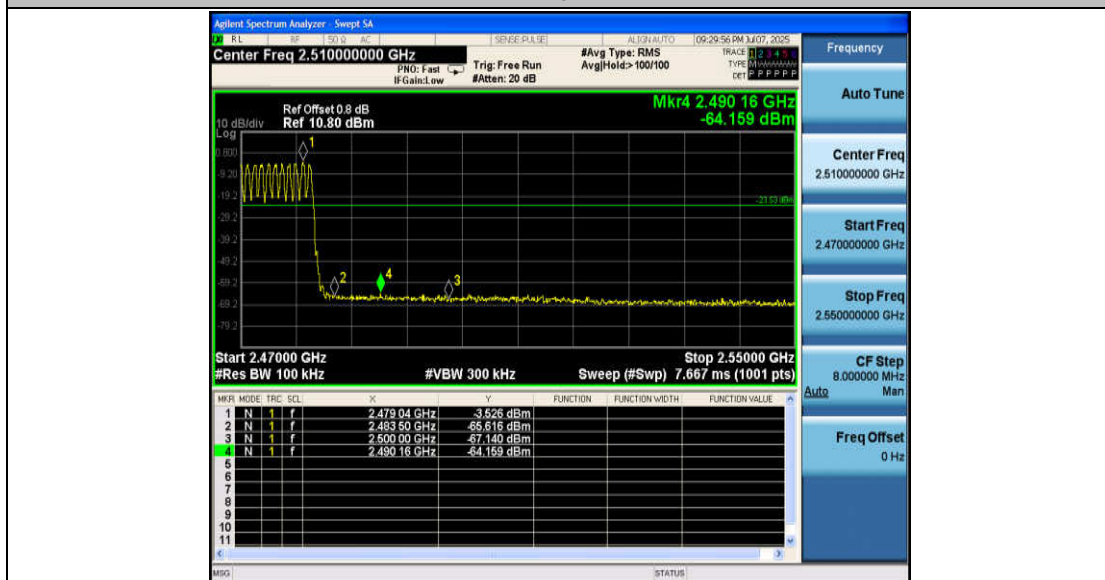 Agilent Spectrum Analyzer - Swept SA
RL RF 50 Ω AC SENSE:PULSE ALIGNAUTO 09:29:56 PM Jul 07, 2025
Center Freq 2.510000000 GHz
PNO: Fast
IFGain:Low
Trig: Free Run
#Atten: 20 dB
#Avg Type: RMS
Avg|Hold:>100/100
TRACE 1 2 3 4 5 6
TYPE M
DET P P P P P P
Ref Offset 0.8 dB
10 dB/div Ref 10.80 dBm
Log
Mkr4 2.490 16 GHz
-64.159 dBm
0.800
-9.20
-19.2
-29.2
-39.2
-49.2
-59.2
-69.2
-79.2
1
2
4
3
-23.53 dBm
Start 2.47000 GHz Stop 2.55000 GHz
#Res BW 100 kHz #VBW 300 kHz Sweep (#Swp) 7.667 ms (1001 pts)
MKR MODE TRC SCL X Y FUNCTION FUNCTION WIDTH FUNCTION VALUE
1 N 1 f 2.479 04 GHz -3.526 dBm
2 N 1 f 2.483 50 GHz -65.616 dBm
3 N 1 f 2.500 00 GHz -67.140 dBm
4 N 1 f 2.490 16 GHz -64.159 dBm
5
6
7
8
9
10
11
MSG STATUS
Frequency
Auto Tune
Center Freq
2.510000000 GHz
Start Freq
2.470000000 GHz
Stop Freq
2.550000000 GHz
CF Step
8.000000 MHz
Auto Man
Freq Offset
0 Hz